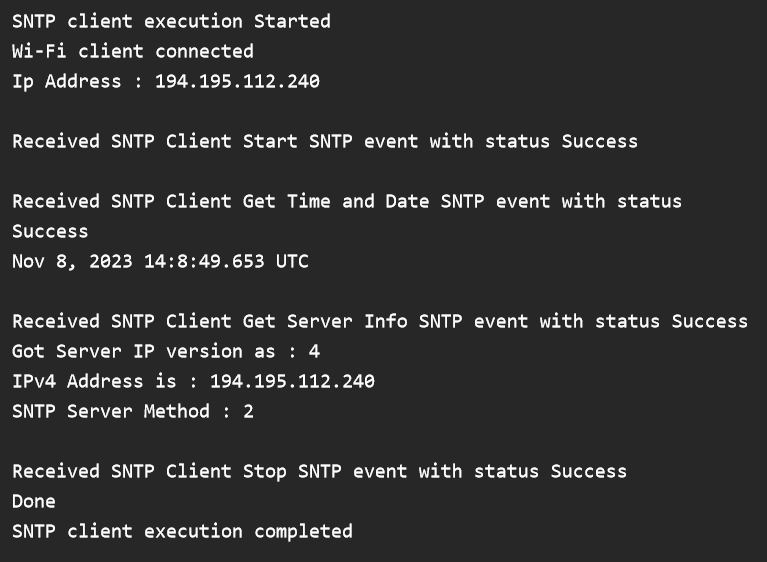 SNTP client execution Started
Wi-Fi client connected
Ip Address : 194.195.112.240
Received SNTP Client Start SNTP event with status Success
Received SNTP Client Get Time and Date SNTP event with status
Success
Nov 8, 2023 14:8:49.653 UTC
Received SNTP Client Get Server Info SNTP event with status Success
Got Server IP version as : 4
IPv4 Address is : 194.195.112.240
SNTP Server Method : 2
Received SNTP Client Stop SNTP event with status Success
Done
SNTP client execution completed